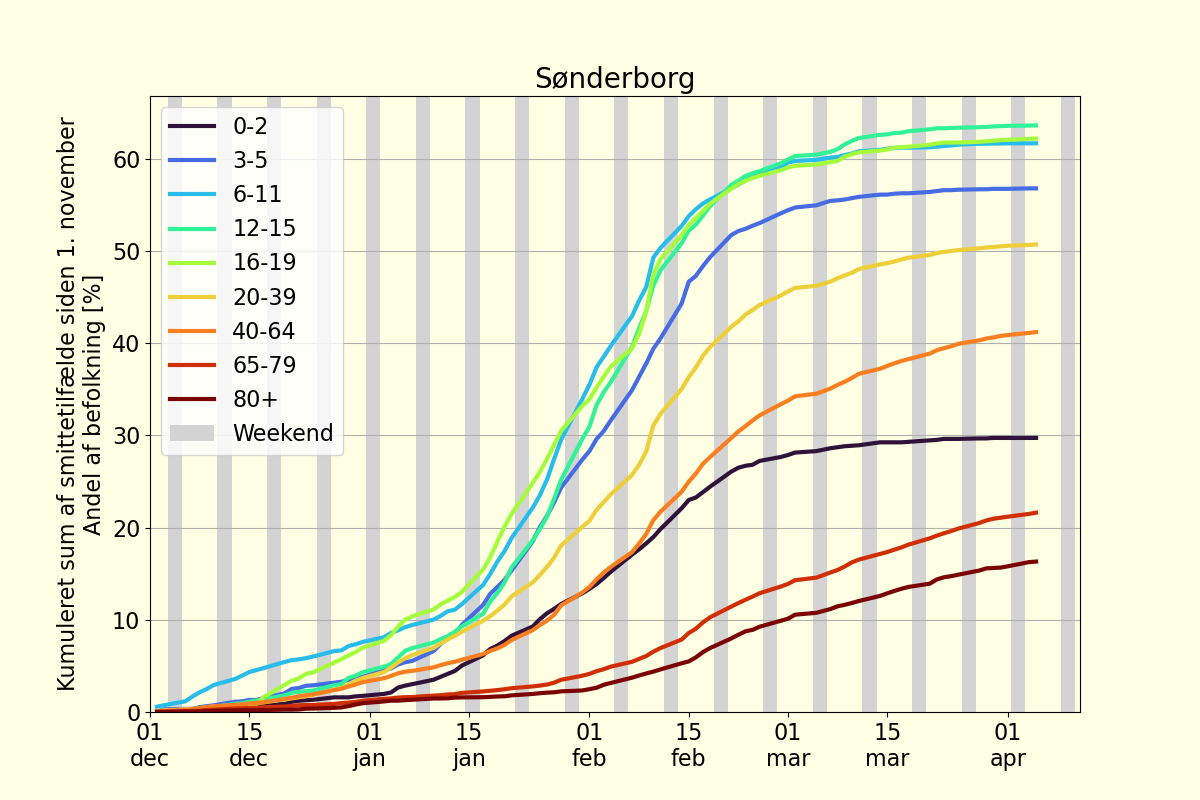 Sønderborg
Kumuleret sum af smittetilfælde siden 1. november
Andel af befolkning [%]
60
50
40
30
20
10
0
0-2
3-5
6-11
12-15
16-19
20-39
40-64
65-79
80+
Weekend
01 15 01 15 01 15 01 15 01
dec dec jan jan feb feb mar mar apr